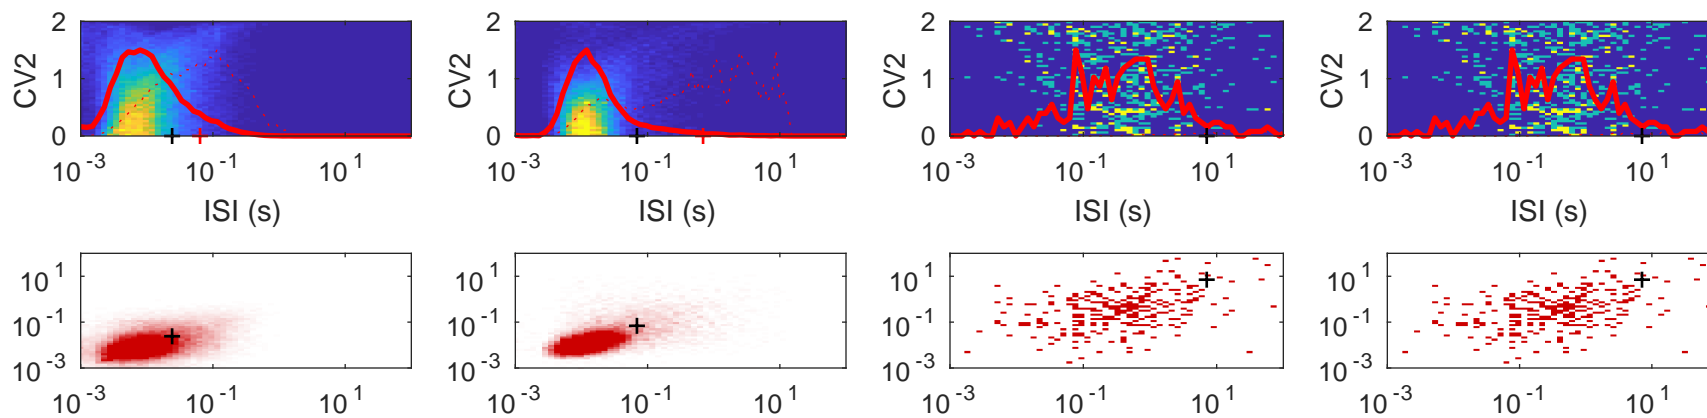 2 2 2 2
CV2 1 CV2 1 CV2 1 CV2 1
0 0 0 0
10-3 10-1 10 1 10-3 10-1 10 1 10-3 10-1 10 1 10-3 10-1 10 1
ISI (s) ISI (s) ISI (s) ISI (s)
10 1 10 1 10 1 10 1
10-1 10-1 10-1 10-1
10-3 10-3 10-3 10-3
10-3 10-1 10 1 10-3 10-1 10 1 10-3 10-1 10 1 10-3 10-1 10 1